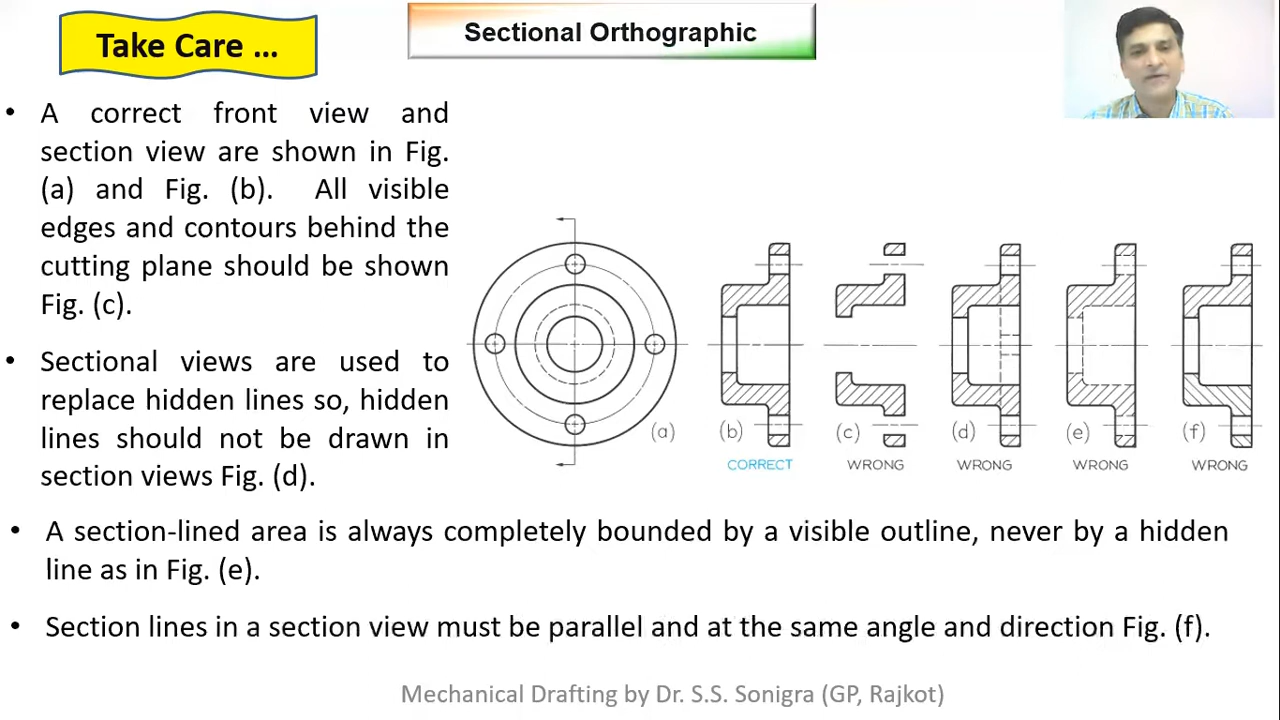 Take Care ...
Sectional Orthographic
• A correct front view and
section view are shown in Fig.
(a) and Fig. (b). All visible
edges and contours behind the
cutting plane should be shown
Fig. (c).
• Sectional views are used to
replace hidden lines so, hidden
lines should not be drawn in
section views Fig. (d).
(a) (b) (c) (d) (e) (f)
CORRECT WRONG WRONG WRONG WRONG
• A section-lined area is always completely bounded by a visible outline, never by a hidden
line as in Fig. (e).
• Section lines in a section view must be parallel and at the same angle and direction Fig. (f).
Mechanical Drafting by Dr. S.S. Sonigra (GP, Rajkot)